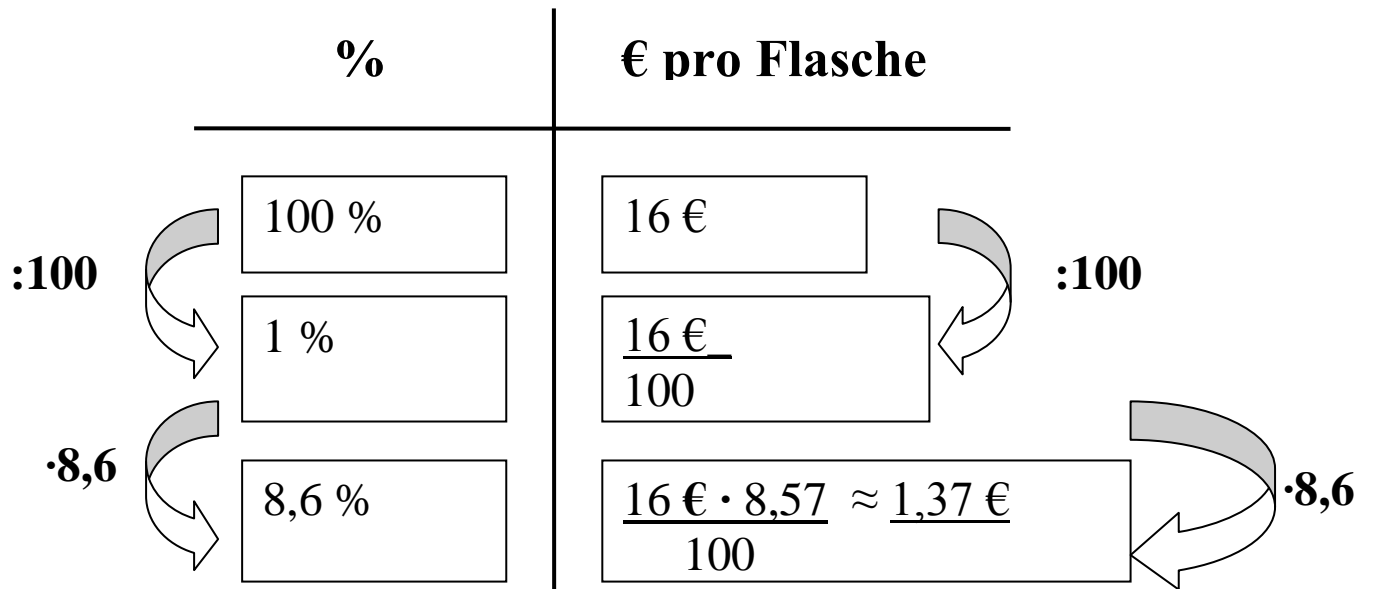 % € pro Flasche
100 % 16 €
:100 :100
1 % 16 €_
100
·8,6 ·8,6
8,6 % 16 € · 8,57 ≈ 1,37 €
100